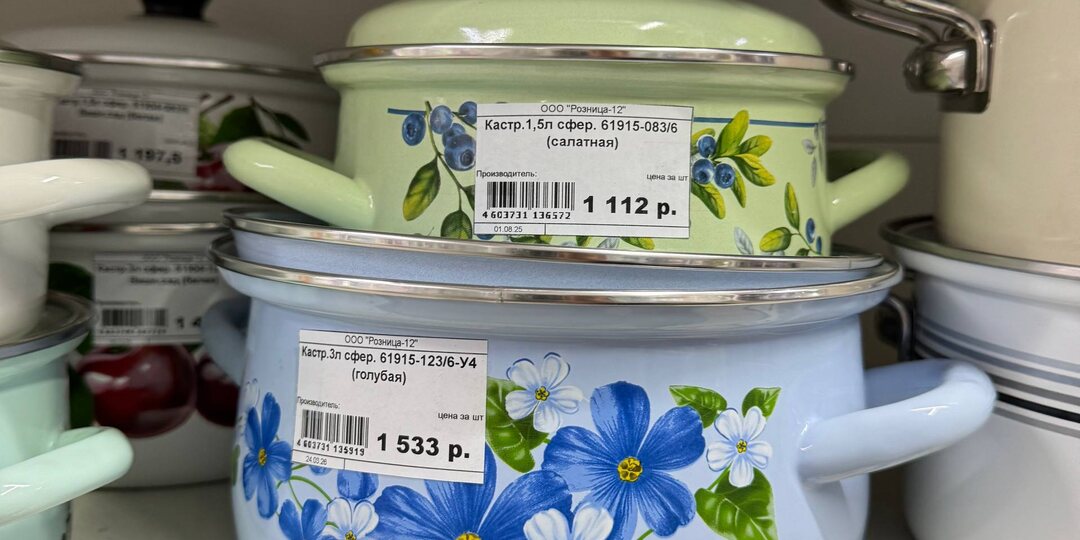 ООО "Розница-12"
Кастр.1,5л сфер. 61915-083/6
(салатная)
Производитель:
цена за шт
4 603731 136572
1 112 р.
01.08.25
ООО "Розница-12"
Кастр.3л сфер. 61915-123/6-У4
(голубая)
Производитель:
цена за шт
4 603731 135919
1 533 р.
24.03.26
1 197,5